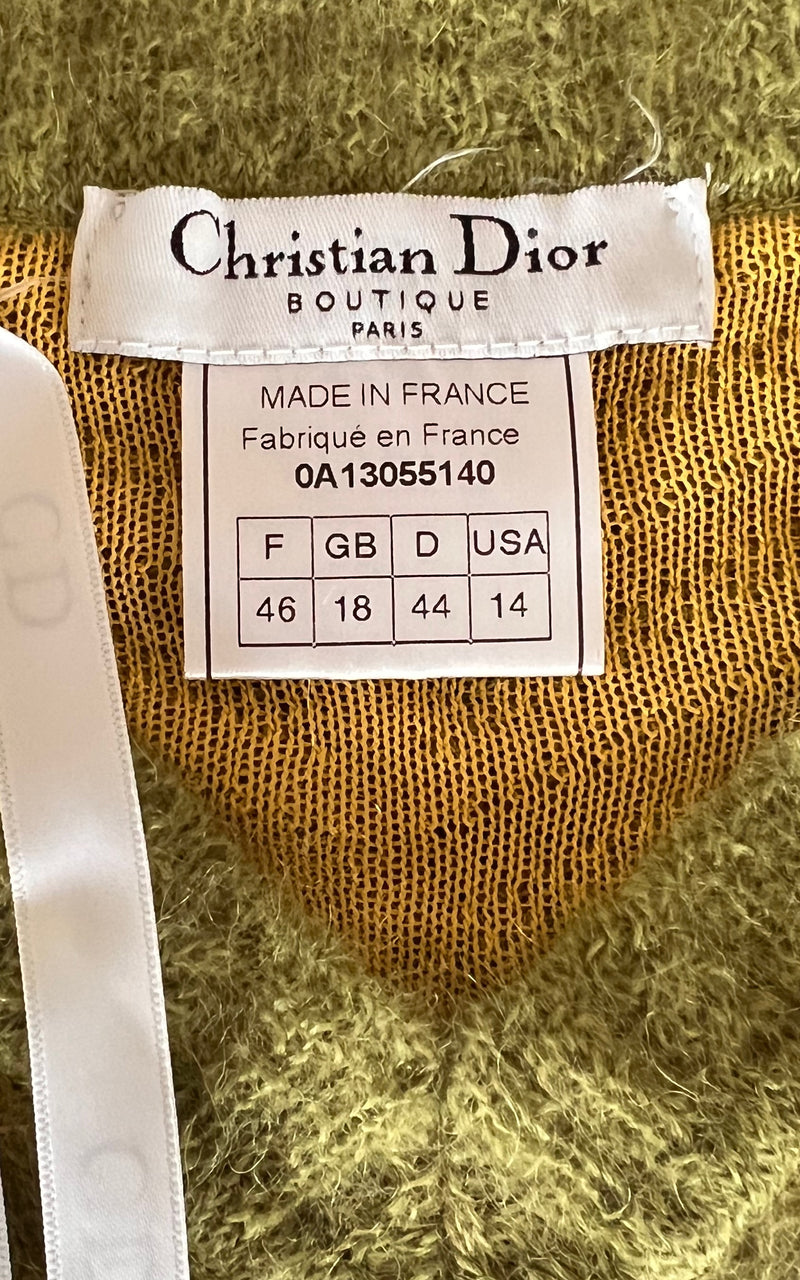 Christian Dior
BOUTIQUE
PARIS
MADE IN FRANCE
Fabriqué en France
0A13055140
F GB D USA
46 18 44 14